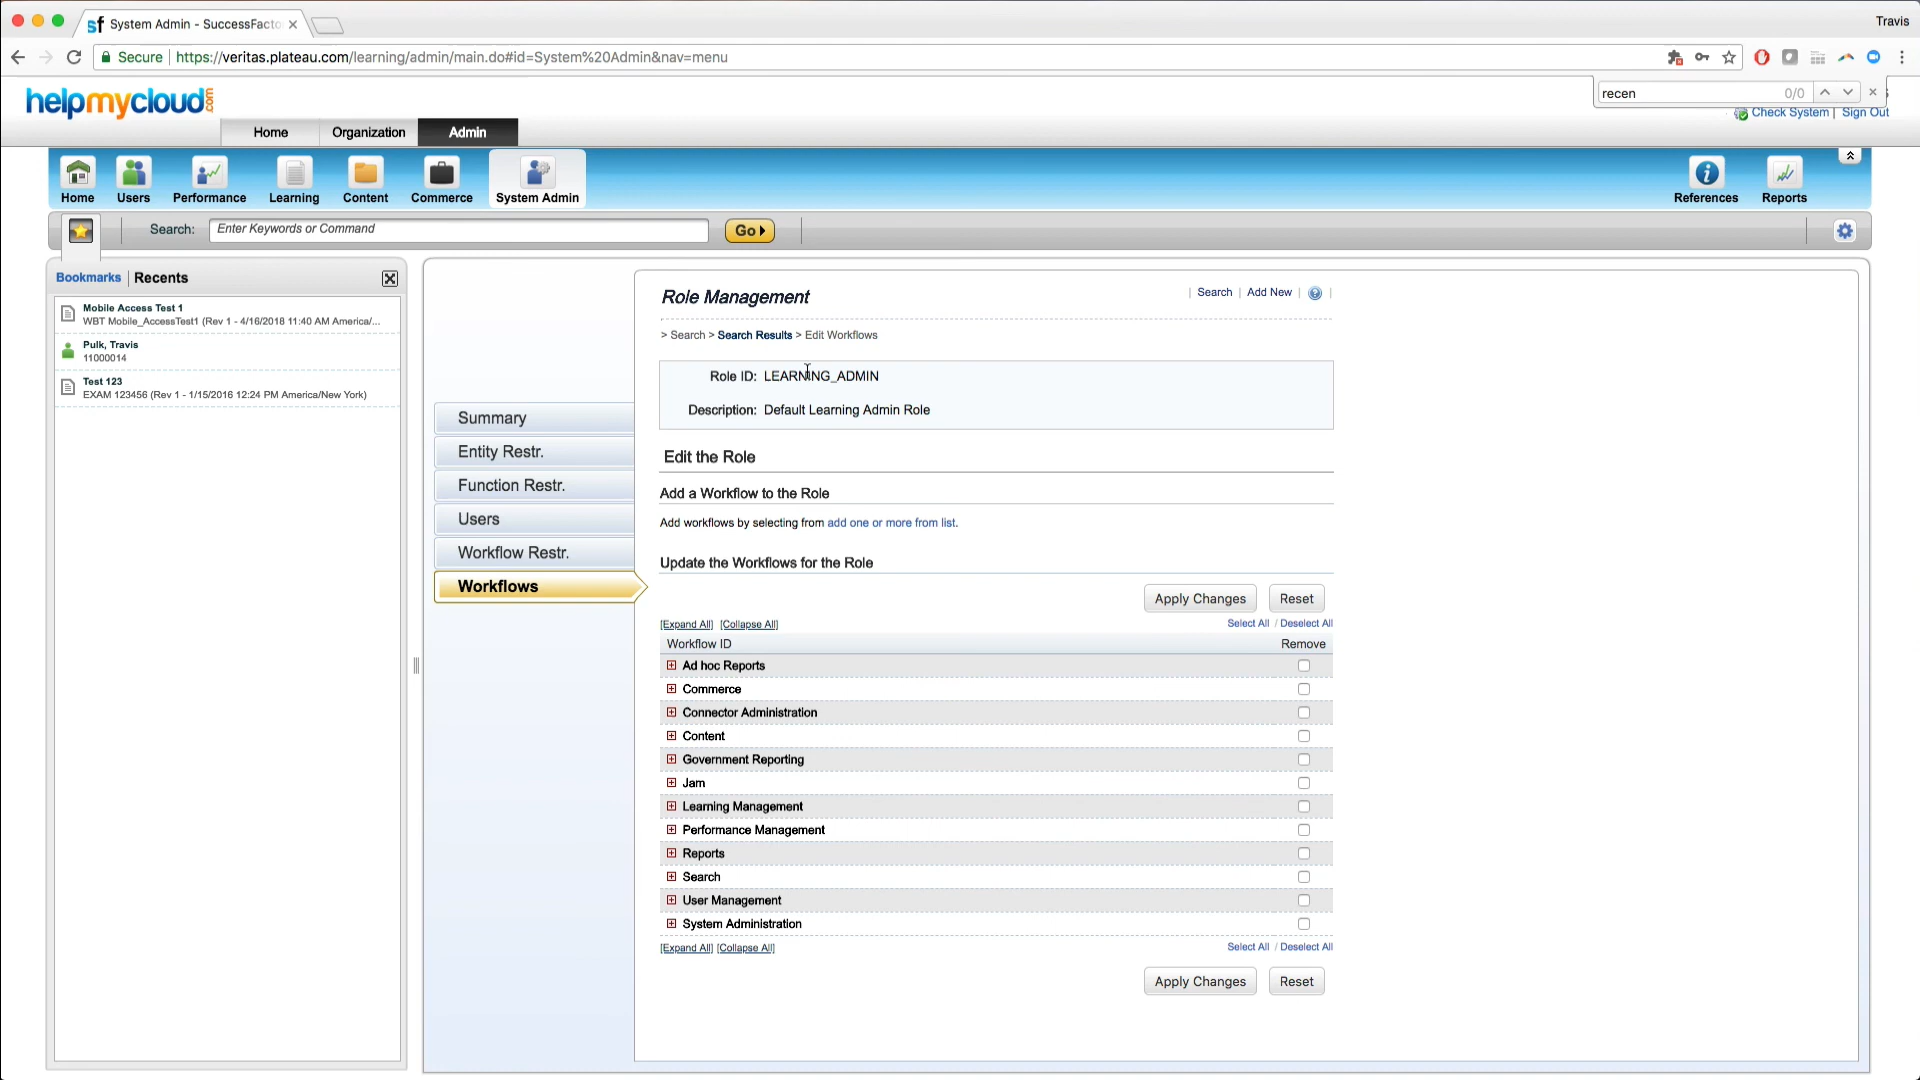 Travis
sf System Admin - SuccessFacto
Secure https://veritas.plateau.com/learning/admin/main.do#id=System%20Admin&nav=menu
helpmycloud.com
recen 0/0
Check System | Sign Out
Home Organization Admin
Home Users Performance Learning Content Commerce System Admin References Reports
Search: Enter Keywords or Command Go
Bookmarks | Recents
Mobile Access Test 1
WBT Mobile_AccessTest1 (Rev 1 - 4/16/2018 11:40 AM America/...
Pulk, Travis
11000014
Test 123
EXAM 123456 (Rev 1 - 1/15/2016 12:24 PM America/New York)
Summary
Entity Restr.
Function Restr.
Users
Workflow Restr.
Workflows
Role Management | Search | Add New | ? |
> Search > Search Results > Edit Workflows
Role ID: LEARNING_ADMIN
Description: Default Learning Admin Role
Edit the Role
Add a Workflow to the Role
Add workflows by selecting from add one or more from list.
Update the Workflows for the Role
Apply Changes Reset
[Expand All] [Collapse All] Select All / Deselect All
Workflow ID Remove
Ad hoc Reports
Commerce
Connector Administration
Content
Government Reporting
Jam
Learning Management
Performance Management
Reports
Search
User Management
System Administration
[Expand All] [Collapse All] Select All / Deselect All
Apply Changes Reset